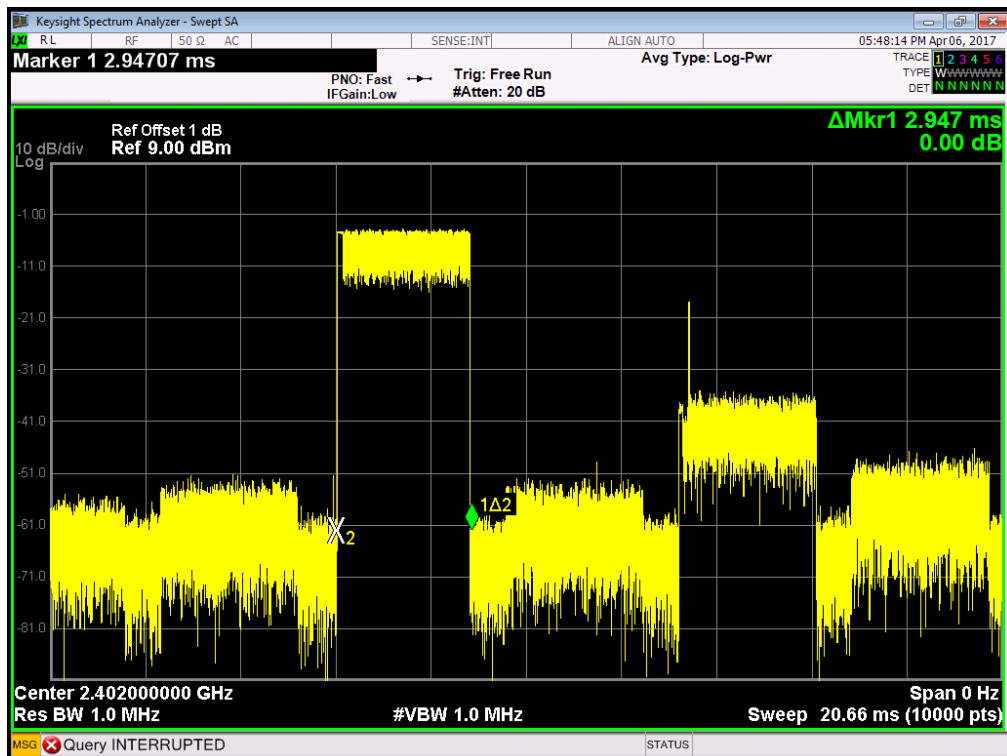 Keysight Spectrum Analyzer - Swept SA
LXI RL RF 50 Ω AC SENSE:INT ALIGN AUTO 05:48:14 PM Apr 06, 2017
Marker 1 2.94707 ms
PNO: Fast
IFGain:Low
Trig: Free Run
#Atten: 20 dB
Avg Type: Log-Pwr
TRACE 1 2 3 4 5 6
TYPE WWWWWW
DET N N N N N N
ΔMkr1 2.947 ms
0.00 dB
Ref Offset 1 dB
10 dB/div Ref 9.00 dBm
Log
-1.00
-11.0
-21.0
-31.0
-41.0
-51.0
-61.0
-71.0
-81.0
X2
1Δ2
Center 2.402000000 GHz Span 0 Hz
Res BW 1.0 MHz #VBW 1.0 MHz Sweep 20.66 ms (10000 pts)
MSG Query INTERRUPTED STATUS